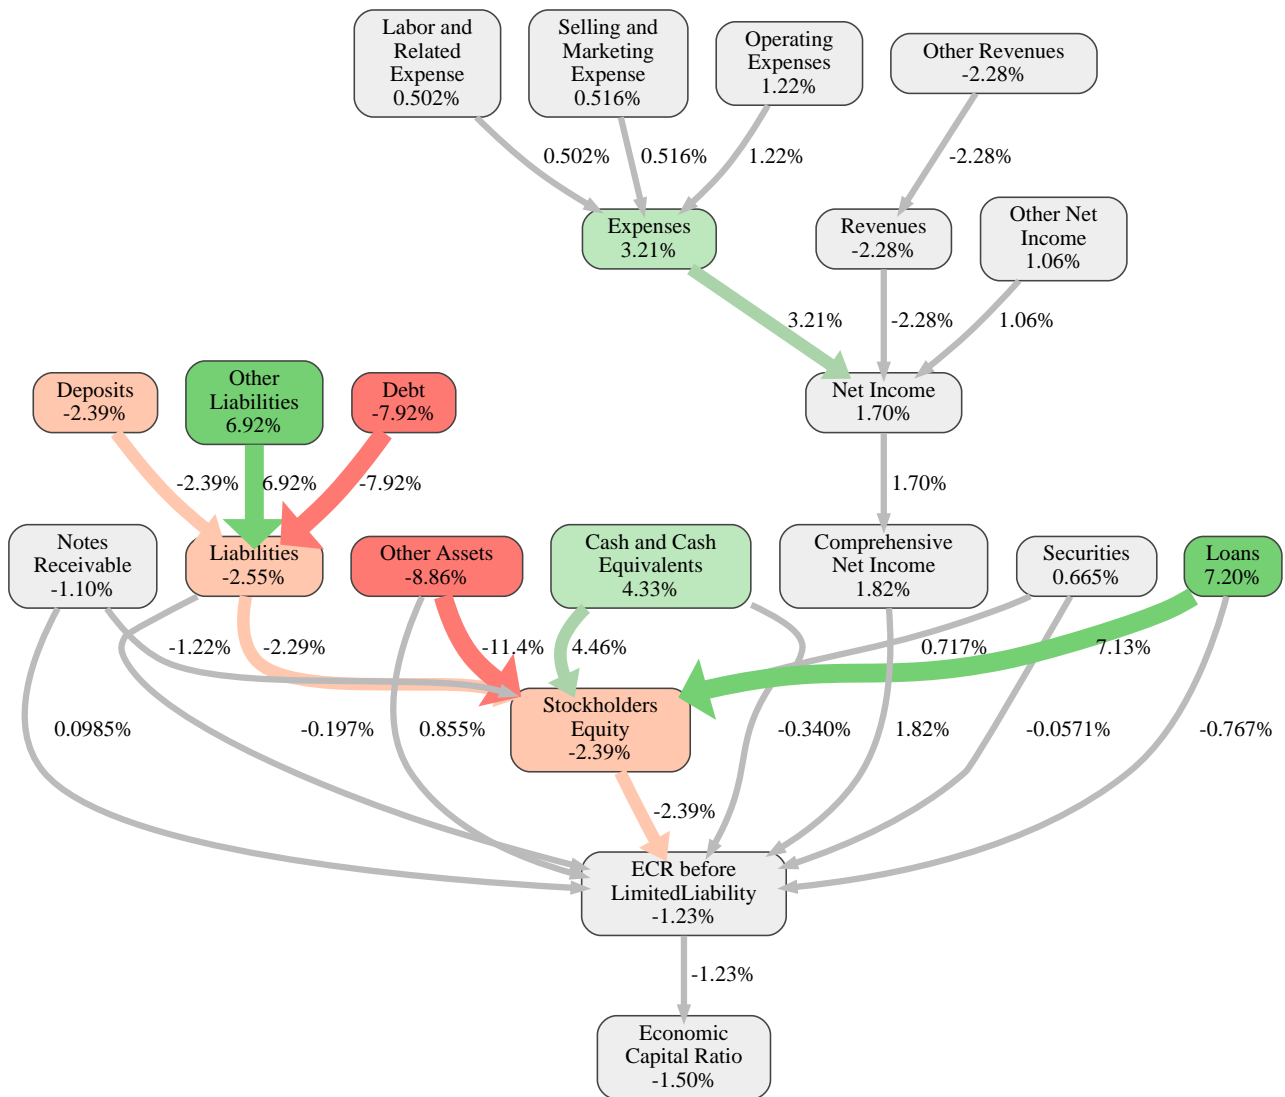 Labor and
Related
Expense
0.502%
Selling and
Marketing
Expense
0.516%
Operating
Expenses
1.22%
Other Revenues
-2.28%
0.502%
0.516%
1.22%
-2.28%
Expenses
3.21%
Revenues
-2.28%
Other Net
Income
1.06%
3.21%
-2.28%
1.06%
Deposits
-2.39%
Other
Liabilities
6.92%
Debt
-7.92%
Net Income
1.70%
-2.39%
6.92%
-7.92%
1.70%
Notes
Receivable
-1.10%
Liabilities
-2.55%
Other Assets
-8.86%
Cash and Cash
Equivalents
4.33%
Comprehensive
Net Income
1.82%
Securities
0.665%
Loans
7.20%
-1.22%
-2.29%
-11.4%
4.46%
0.717%
7.13%
Stockholders
Equity
-2.39%
0.0985%
-0.197%
0.855%
-0.340%
1.82%
-0.0571%
-0.767%
-2.39%
ECR before
LimitedLiability
-1.23%
-1.23%
Economic
Capital Ratio
-1.50%